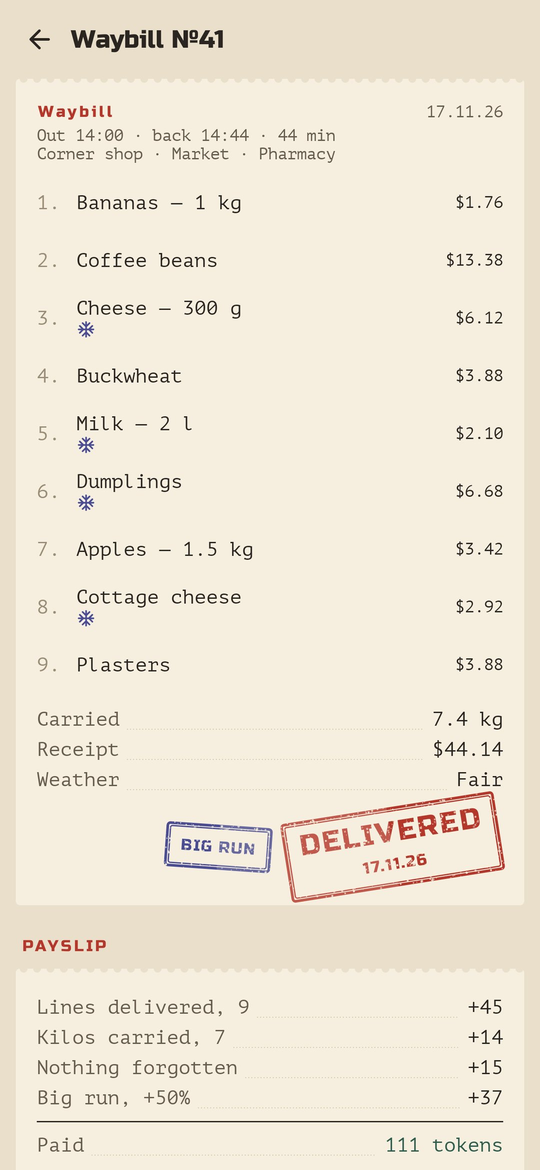 Waybill №41
Waybill 17.11.26
Out 14:00 · back 14:44 · 44 min
Corner shop · Market · Pharmacy
1. Bananas — 1 kg $1.76
2. Coffee beans $13.38
3. Cheese — 300 g $6.12
4. Buckwheat $3.88
5. Milk — 2 l $2.10
6. Dumplings $6.68
7. Apples — 1.5 kg $3.42
8. Cottage cheese $2.92
9. Plasters $3.88
Carried 7.4 kg
Receipt $44.14
Weather Fair
BIG RUN
DELIVERED
17.11.26
PAYSLIP
Lines delivered, 9 +45
Kilos carried, 7 +14
Nothing forgotten +15
Big run, +50% +37
Paid 111 tokens